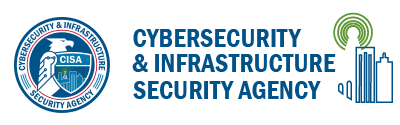 CYBERSECURITY & INFRASTRUCTURE
CISA
SECURITY AGENCY
CYBERSECURITY
& INFRASTRUCTURE
SECURITY AGENCY